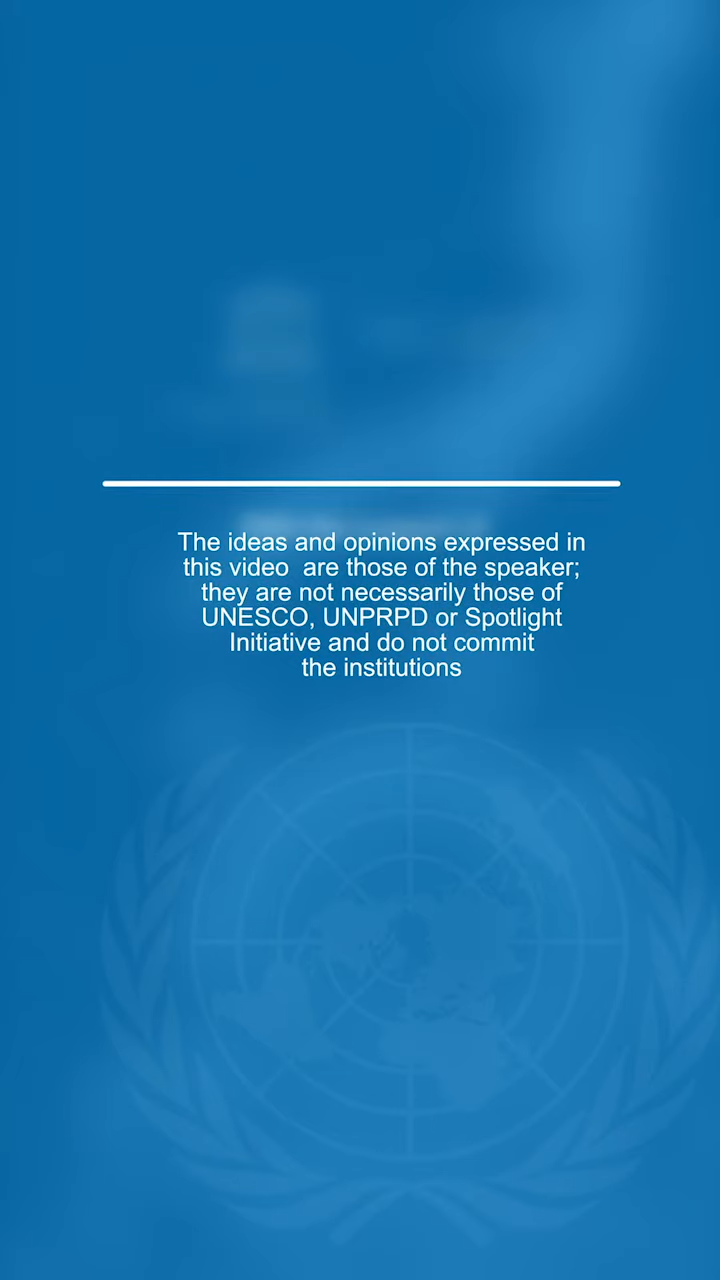 The ideas and opinions expressed in
this video  are those of the speaker;
they are not necessarily those of
UNESCO, UNPRPD or Spotlight
Initiative and do not commit
the institutions